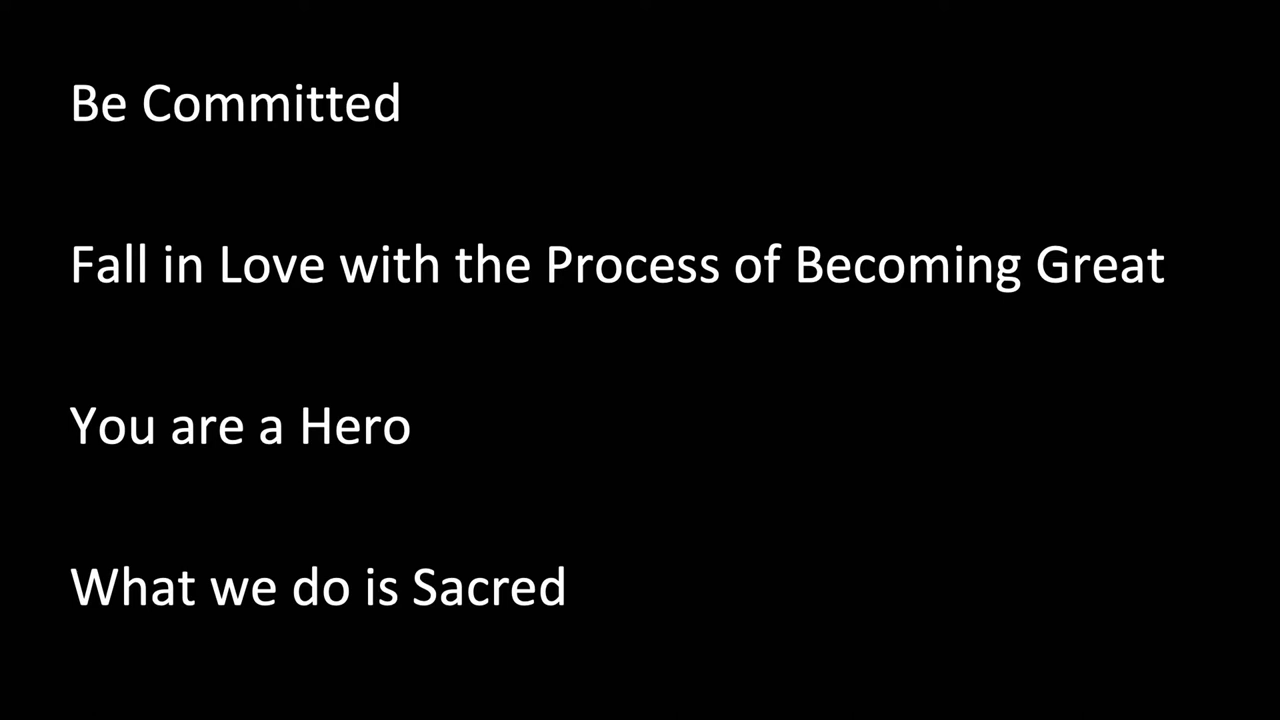 Be Committed
Fall in Love with the Process of Becoming Great
You are a Hero
What we do is Sacred